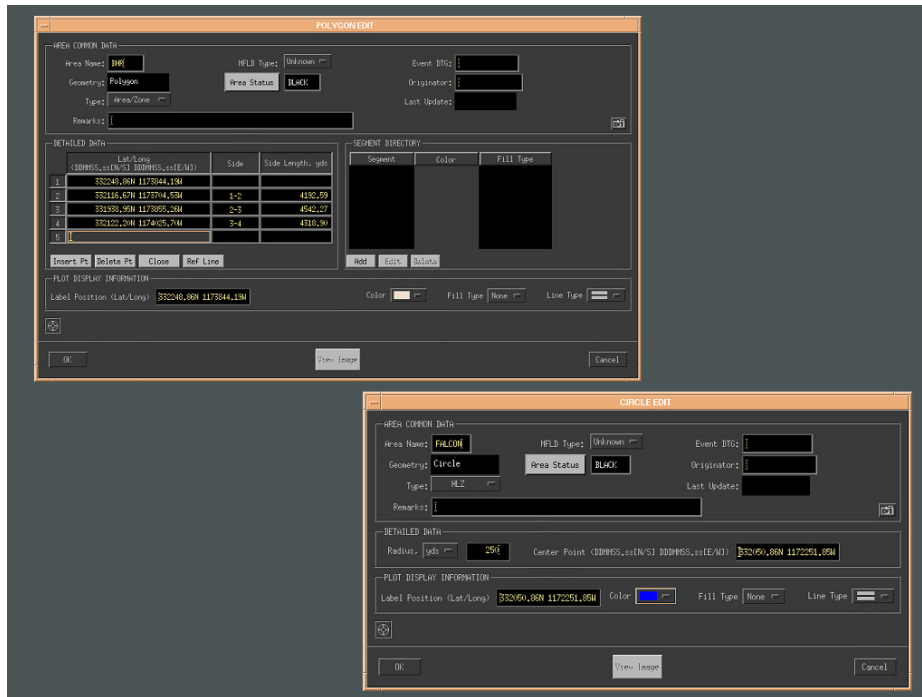 POLYGON EDIT
AREA COMMON DATA
Area Name: BHR MFLD Type: Unknown Event DTG:
Geometry: Polygon Area Status BLACK Originator:
Type: Area/Zone Last Update:
Remarks:
DETAILED DATA SEGMENT DIRECTORY
Lat/Long Side Side Length, yds Segment Color Fill Type
(DDMMSS.ss[N/S] DDDMMSS.ss[E/W])
1 332248.86N 1173844.19W
2 332116.67N 1173704.53W 1-2 4192.59
3 331938.95N 1173855.26W 2-3 4542.27
4 332122.20N 1174025.70W 3-4 4318.90
5
Insert Pt Delete Pt Close Ref Line Add Edit Delete
PLOT DISPLAY INFORMATION
Label Position (Lat/Long) 332248.86N 1173844.19W Color Fill Type None Line Type
OK View Image Cancel
CIRCLE EDIT
AREA COMMON DATA
Area Name: FALCON MFLD Type: Unknown Event DTG:
Geometry: Circle Area Status BLACK Originator:
Type: HLZ Last Update:
Remarks:
DETAILED DATA
Radius, yds 250 Center Point (DDMMSS.ss[N/S] DDDMMSS.ss[E/W]) 332050.86N 1172251.85W
PLOT DISPLAY INFORMATION
Label Position (Lat/Long) 332050.86N 1172251.85W Color Fill Type None Line Type
OK View Image Cancel